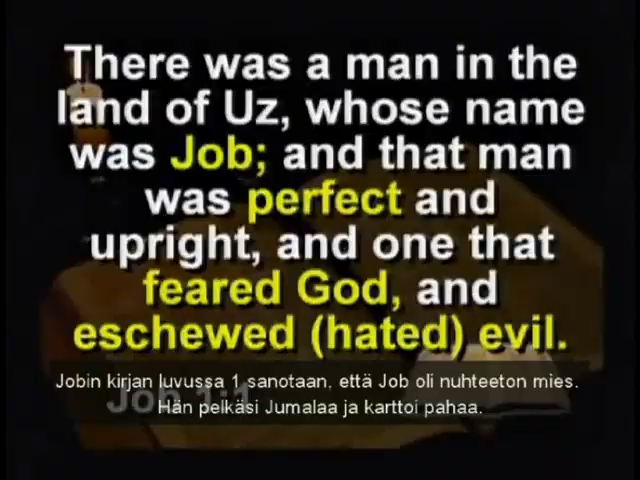 There was a man in the
land of Uz, whose name
was Job; and that man
was perfect and
upright, and one that
feared God, and
eschewed (hated) evil.
Jobin kirjan luvussa 1 sanotaan, että Job oli nuhteeton mies.
Job 1:1
Hän pelkäsi Jumalaa ja karttoi pahaa.